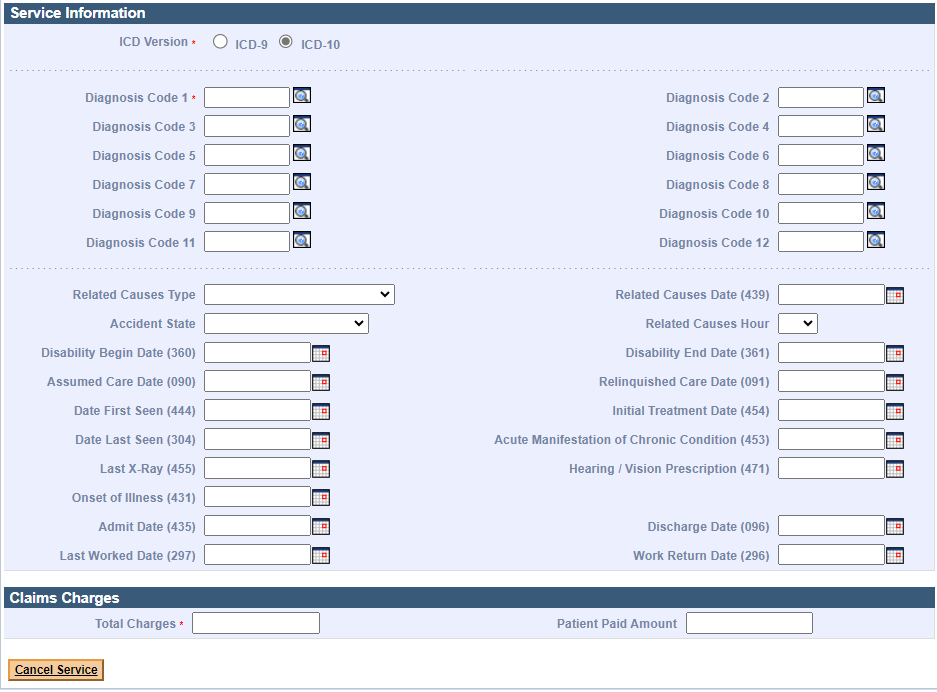 Service Information
ICD Version * ICD-9 ICD-10
Diagnosis Code 1 * Diagnosis Code 2
Diagnosis Code 3 Diagnosis Code 4
Diagnosis Code 5 Diagnosis Code 6
Diagnosis Code 7 Diagnosis Code 8
Diagnosis Code 9 Diagnosis Code 10
Diagnosis Code 11 Diagnosis Code 12
Related Causes Type Related Causes Date (439)
Accident State Related Causes Hour
Disability Begin Date (360) Disability End Date (361)
Assumed Care Date (090) Relinquished Care Date (091)
Date First Seen (444) Initial Treatment Date (454)
Date Last Seen (304) Acute Manifestation of Chronic Condition (453)
Last X-Ray (455) Hearing / Vision Prescription (471)
Onset of Illness (431)
Admit Date (435) Discharge Date (096)
Last Worked Date (297) Work Return Date (296)
Claims Charges
Total Charges * Patient Paid Amount
Cancel Service